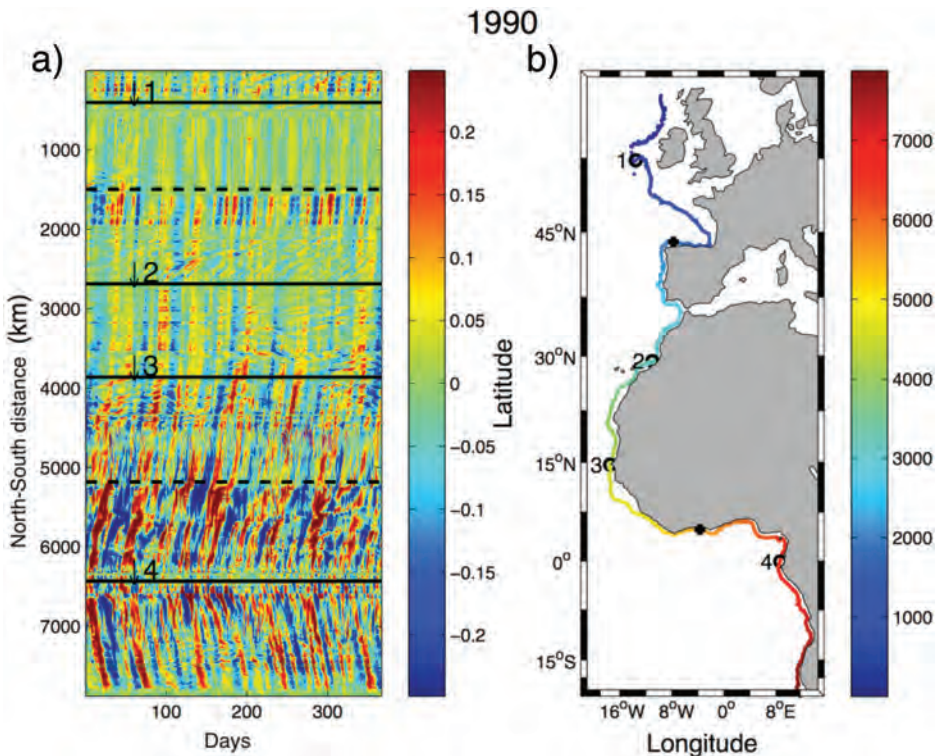 1990
a)
1
2
3
4
1000
2000
3000
4000
5000
6000
7000
North-South distance (km)
100
200
300
Days
0.2
0.15
0.1
0.05
0
−0.05
−0.1
−0.15
−0.2
b)
1
2
3
4
45°N
30°N
15°N
0°
15°S
Latitude
16°W
8°W
0°
8°E
Longitude
7000
6000
5000
4000
3000
2000
1000